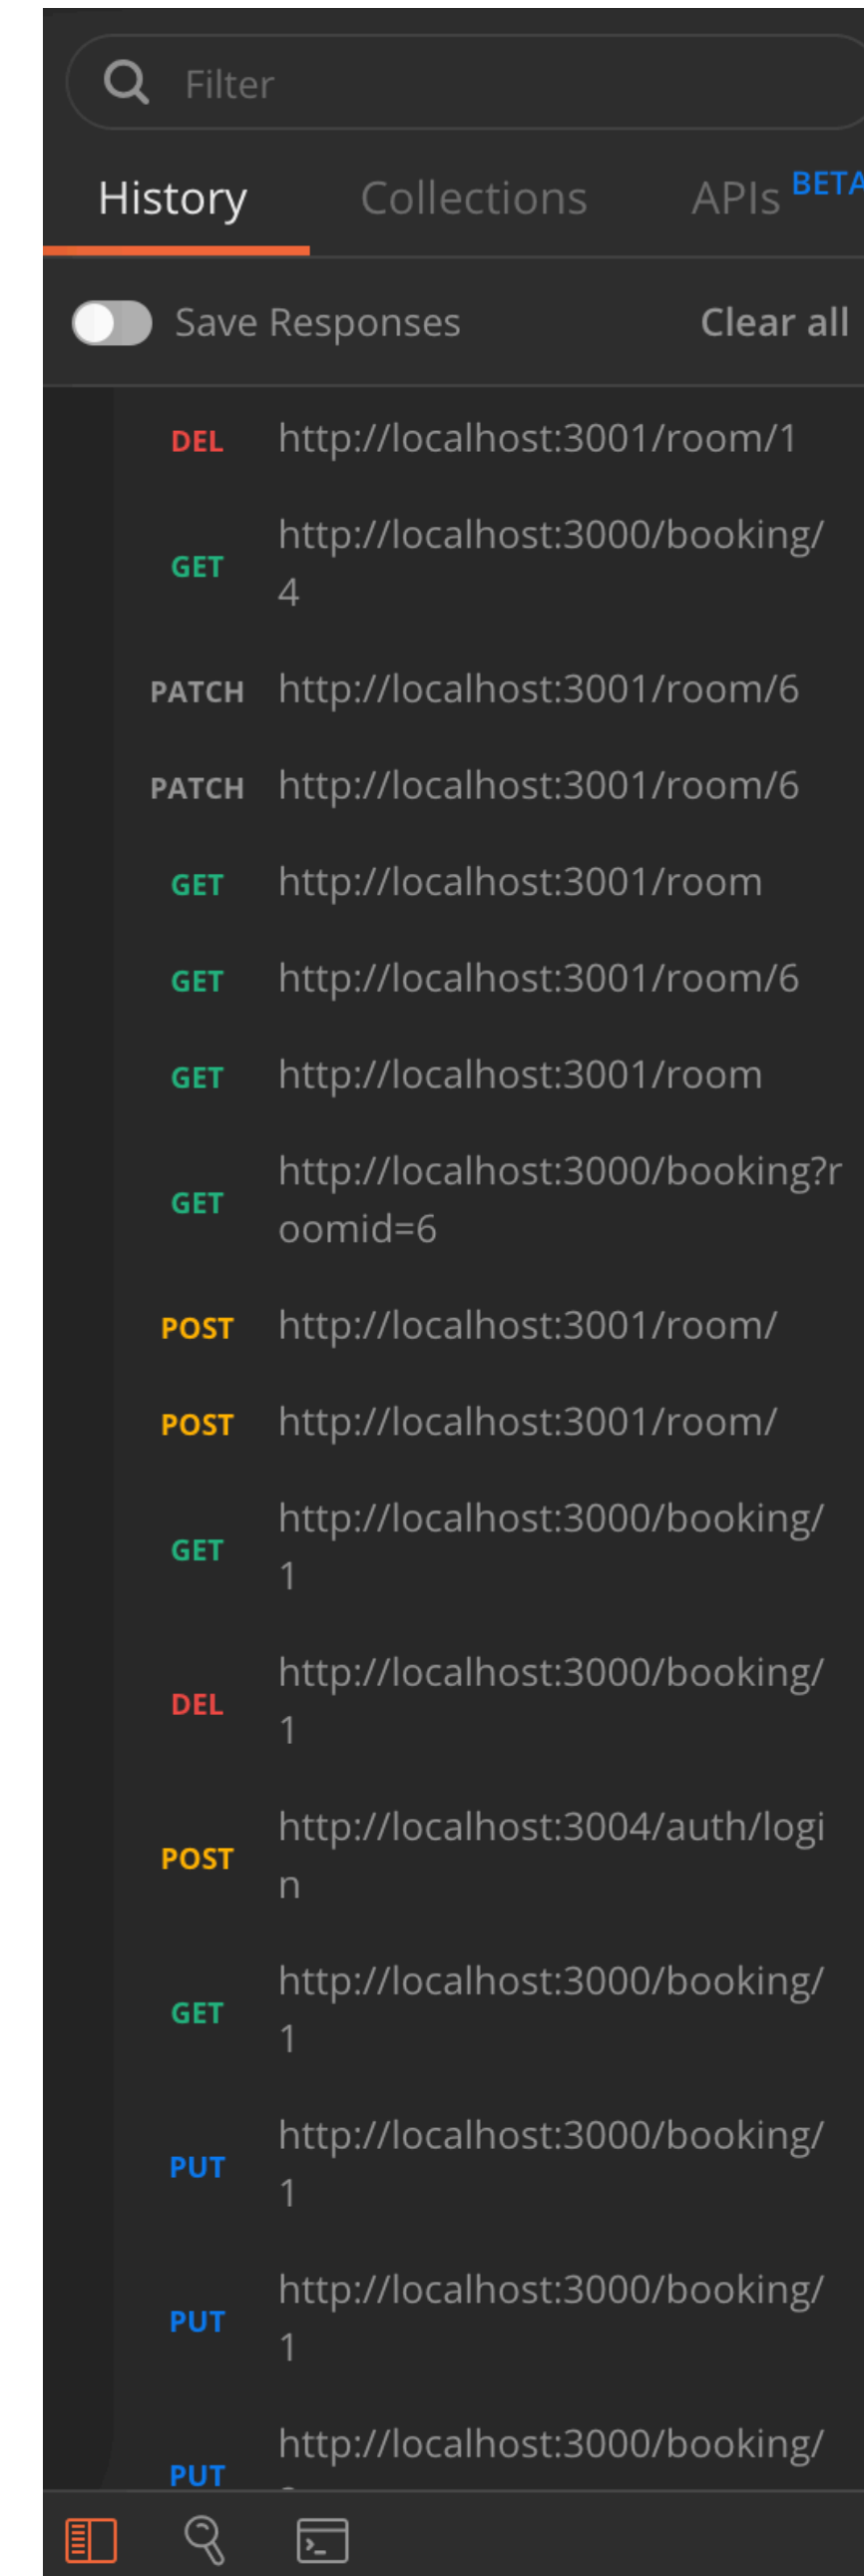 Filter
History Collections APIs BETA
Save Responses Clear all
DEL http://localhost:3001/room/1
GET http://localhost:3000/booking/
4
PATCH http://localhost:3001/room/6
PATCH http://localhost:3001/room/6
GET http://localhost:3001/room
GET http://localhost:3001/room/6
GET http://localhost:3001/room
GET http://localhost:3000/booking?r
oomid=6
POST http://localhost:3001/room/
POST http://localhost:3001/room/
GET http://localhost:3000/booking/
1
DEL http://localhost:3000/booking/
1
POST http://localhost:3004/auth/logi
n
GET http://localhost:3000/booking/
1
PUT http://localhost:3000/booking/
1
PUT http://localhost:3000/booking/
1
PUT http://localhost:3000/booking/